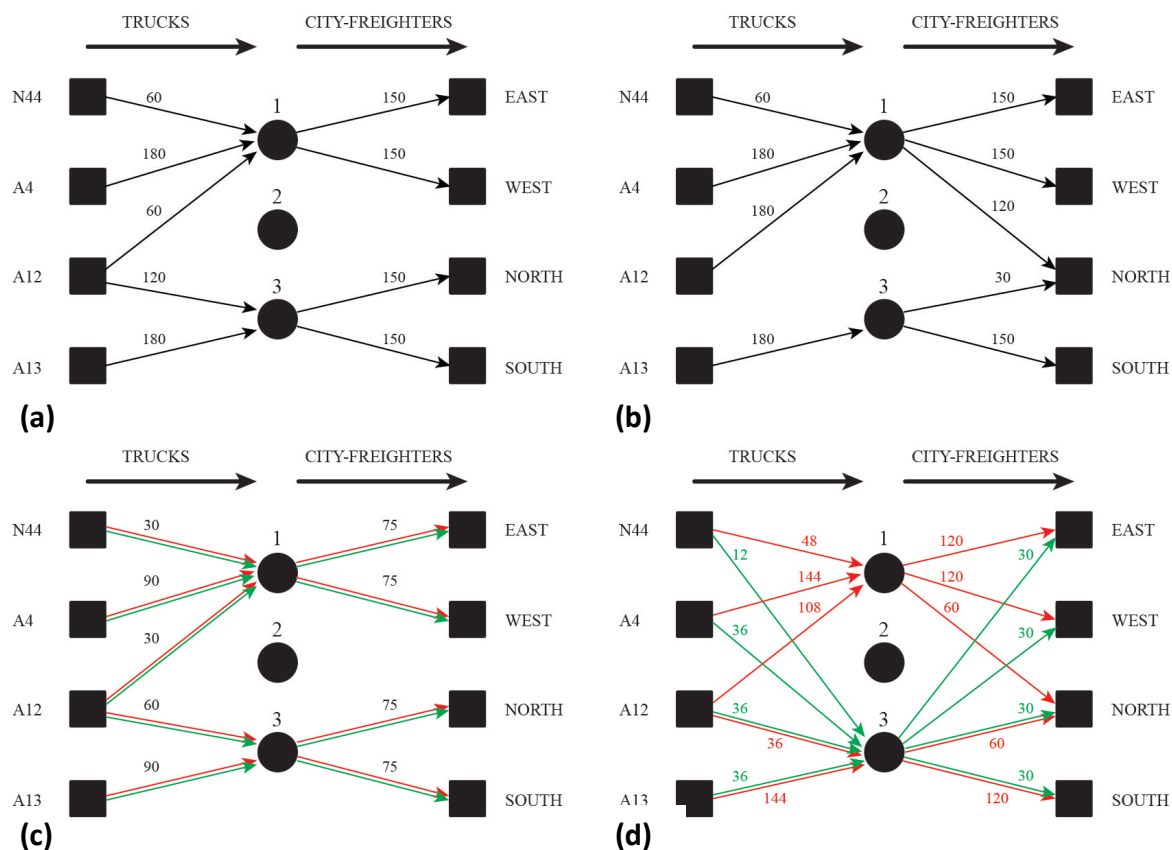 TRUCKS CITY-FREIGHTERS
N44 60 1 150 EAST
A4 180 150 WEST
60 2
A12 120 3 150 NORTH
A13 180 150 SOUTH
(a)
TRUCKS CITY-FREIGHTERS
N44 60 1 150 EAST
A4 180 150 WEST
180 2 120
A12 3 30 NORTH
A13 180 150 SOUTH
(b)
TRUCKS CITY-FREIGHTERS
N44 30 1 75 EAST
A4 90 75 WEST
30 2
A12 60 3 75 NORTH
A13 90 75 SOUTH
(c)
TRUCKS CITY-FREIGHTERS
N44 48 1 120 30 EAST
12
A4 144 120 WEST
108 60
36 2 30
A12 36 3 30 NORTH
36 60
A13 36 30 SOUTH
144 120
(d)